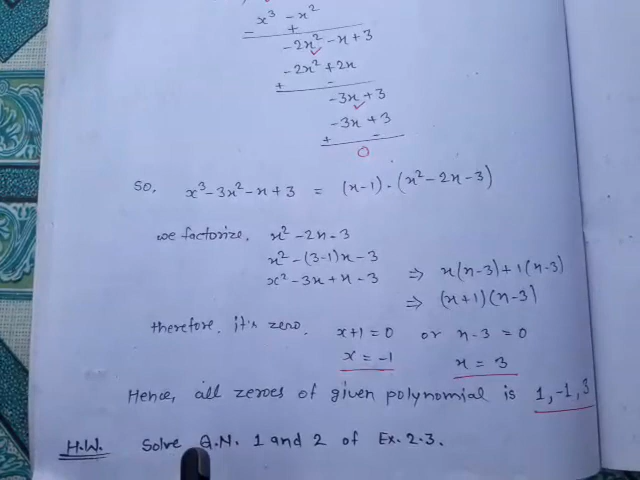 x³ - x²
- +
-2x² - x + 3
-2x² + 2x
+ -
-3x + 3
-3x + 3
+ -
0
So, x³-3x²-x+3 = (x-1).(x²-2x-3)
we factorize, x²-2x-3
x²-(3-1)x-3
x²-3x+x-3 ⇒ x(x-3)+1(x-3)
⇒ (x+1)(x-3)
therefore, it's zero, x+1=0 or x-3=0
x = -1 x = 3
Hence, all zeroes of given polynomial is 1,-1,3
H.W. Solve Q.N. 1 and 2 of Ex. 2.3.